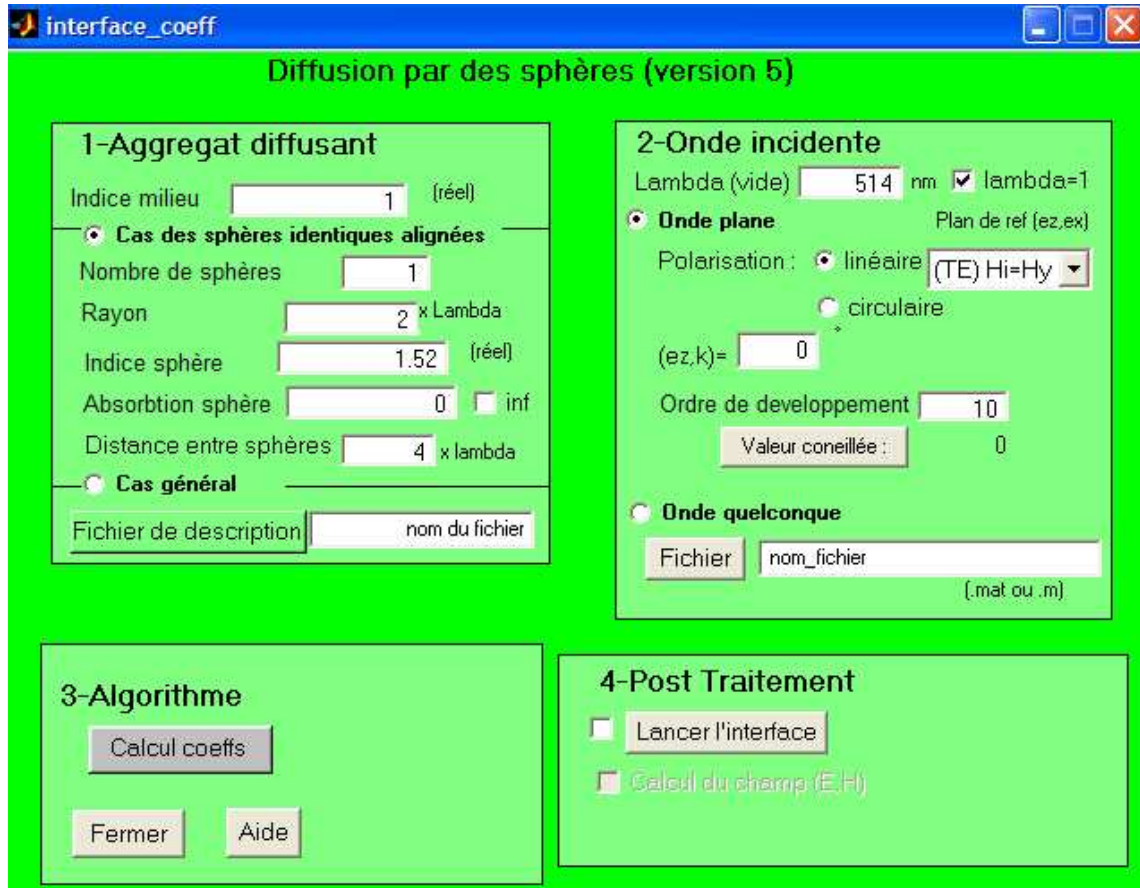 interface_coeff
Diffusion par des sphères (version 5)
1-Aggregat diffusant
Indice milieu 1 (réel)
Cas des sphères identiques alignées
Nombre de sphères 1
Rayon 2 x Lambda
Indice sphère 1.52 (réel)
Absorbtion sphère 0 inf
Distance entre sphères 4 x lambda
Cas général
Fichier de description nom du fichier
2-Onde incidente
Lambda (vide) 514 nm lambda=1
Onde plane Plan de ref (ez,ex)
Polarisation : linéaire (TE) Hi=Hy
circulaire
(ez,k)= 0 °
Ordre de developpement 10
Valeur coneillée : 0
Onde quelconque
Fichier nom_fichier
(.mat ou .m)
3-Algorithme
Calcul coeffs
Fermer Aide
4-Post Traitement
Lancer l'interface
Calcul du champ (E,H)